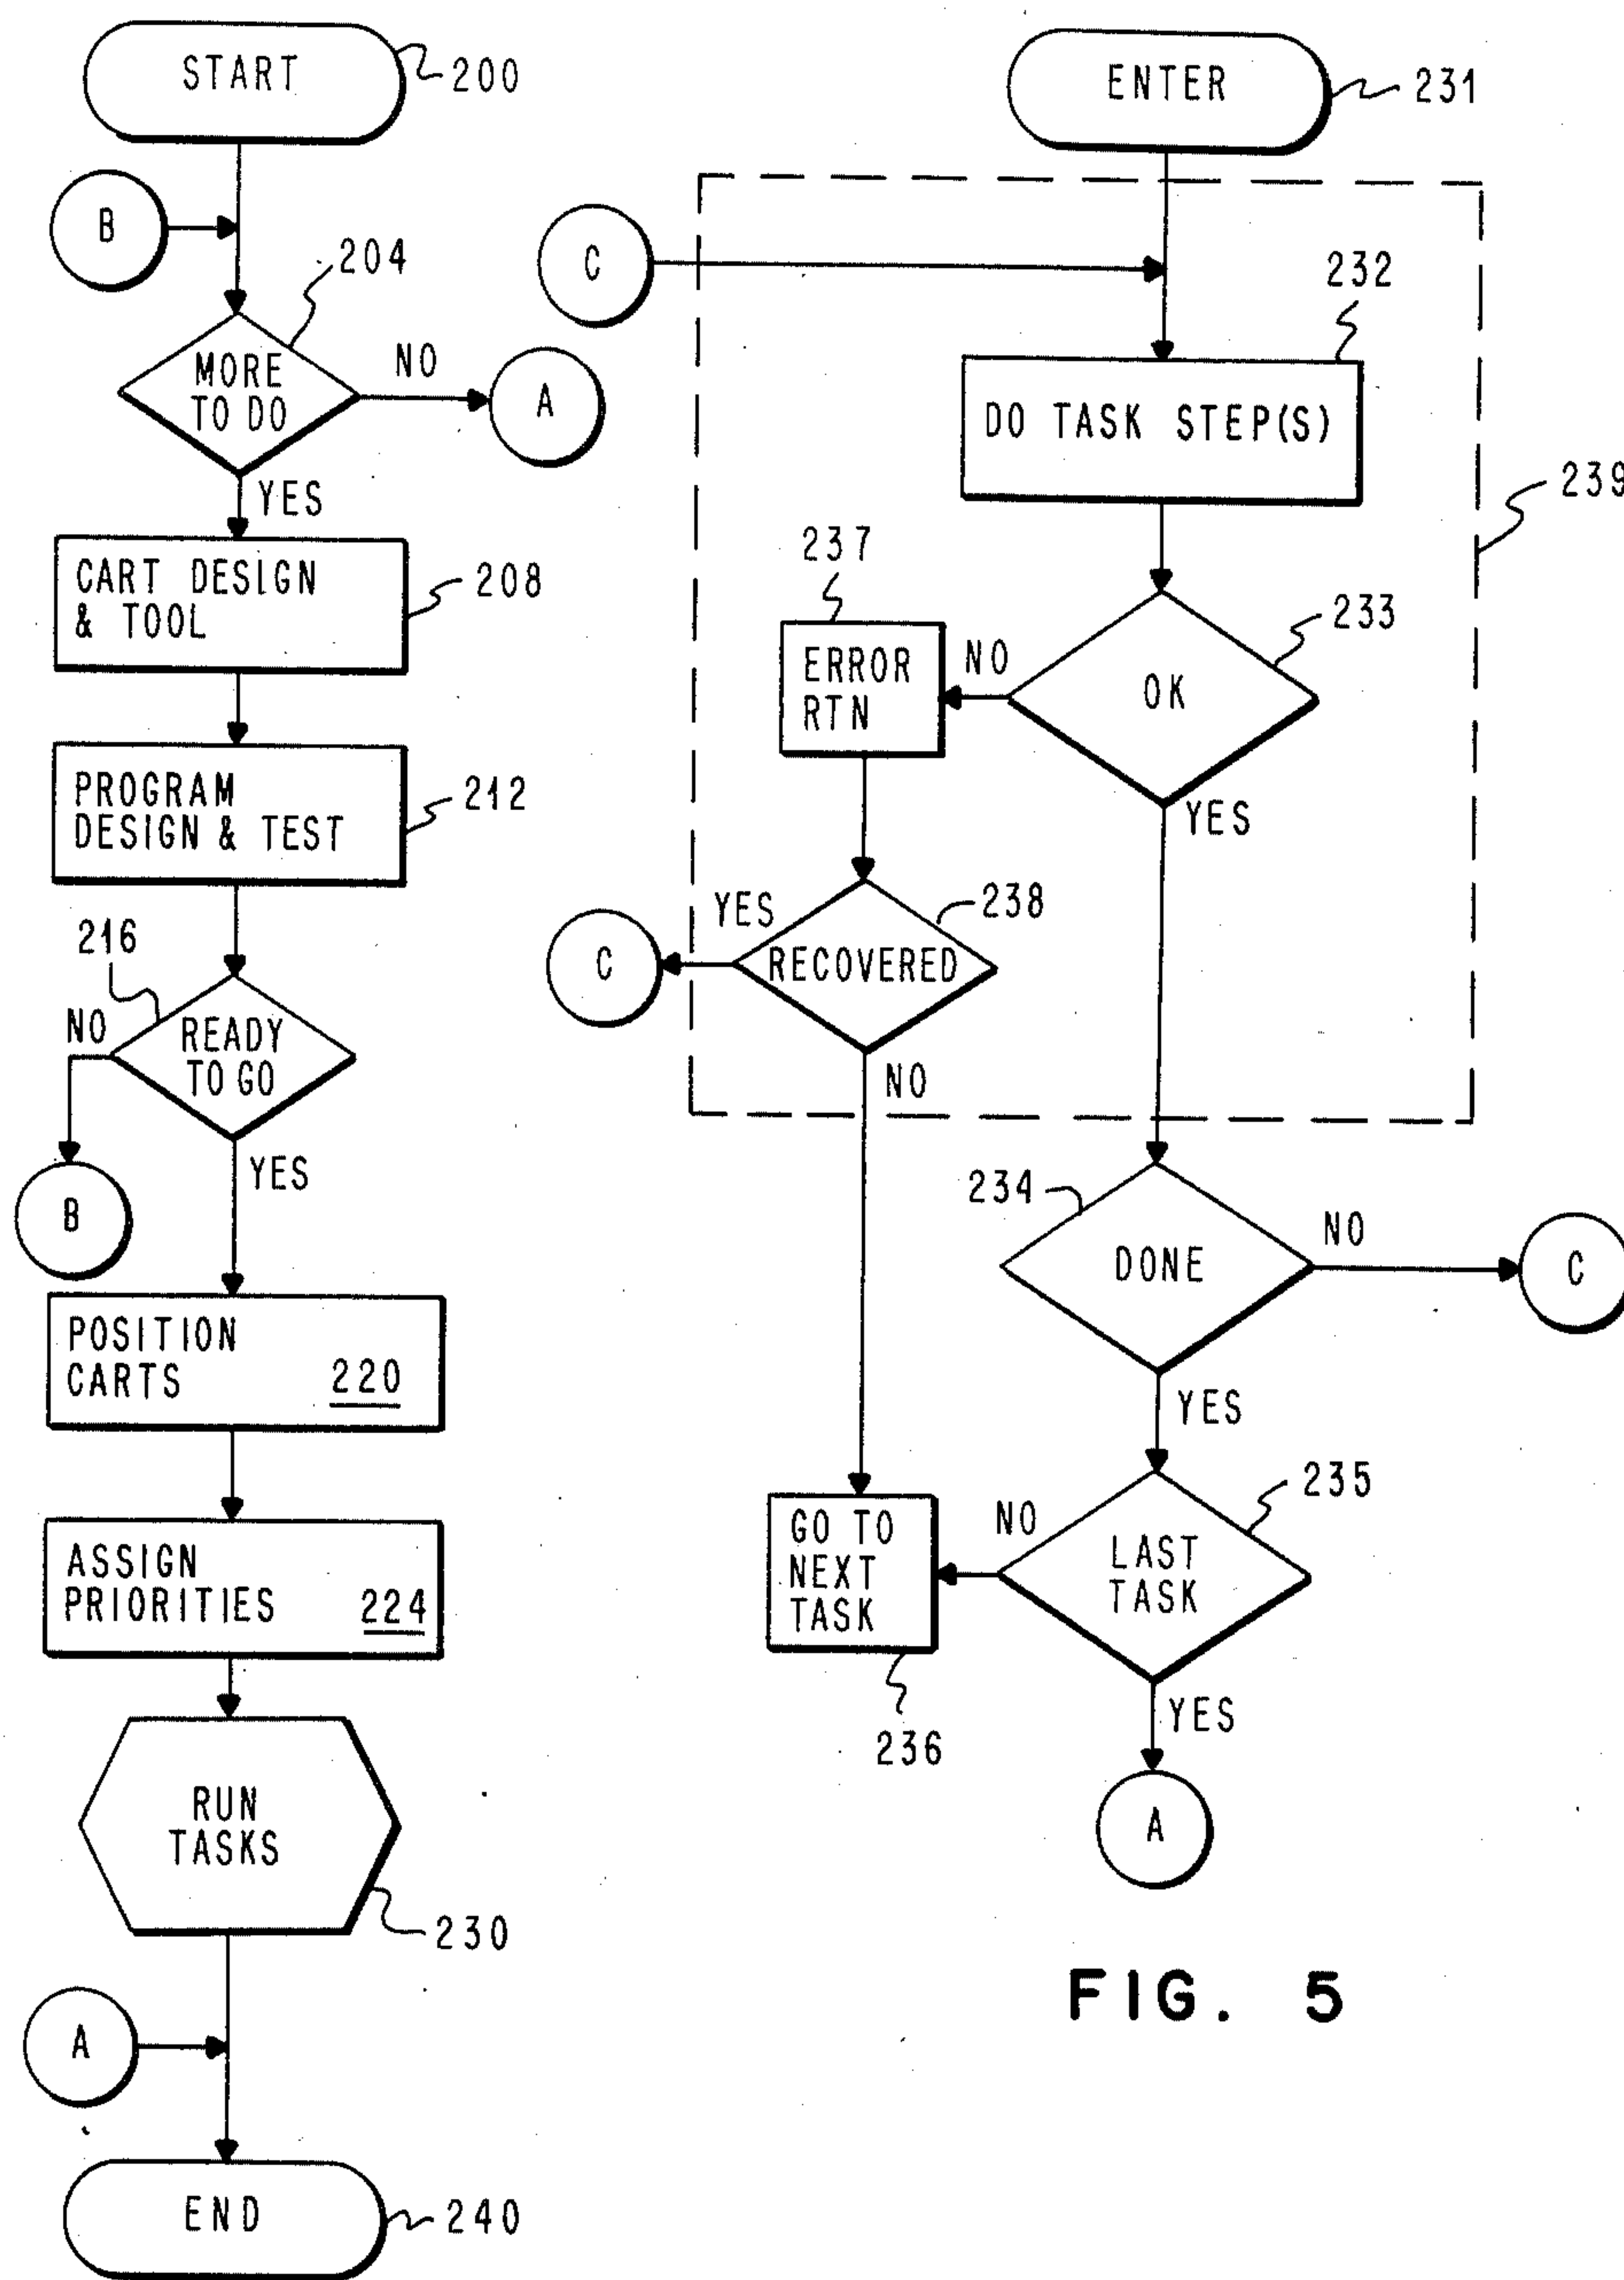 START
200
B
204
MORE
TO DO
NO
A
YES
CART DESIGN
& TOOL
208
PROGRAM
DESIGN & TEST
212
216
NO
READY
TO GO
B
YES
POSITION
CARTS 220
ASSIGN
PRIORITIES 224
RUN
TASKS
230
A
END
240
ENTER
231
C
232
DO TASK STEP(S)
239
237
ERROR
RTN
NO
OK
233
YES
YES
RECOVERED
238
C
NO
234
DONE
NO
C
YES
235
GO TO
NEXT
TASK
NO
LAST
TASK
236
YES
A
FIG. 5